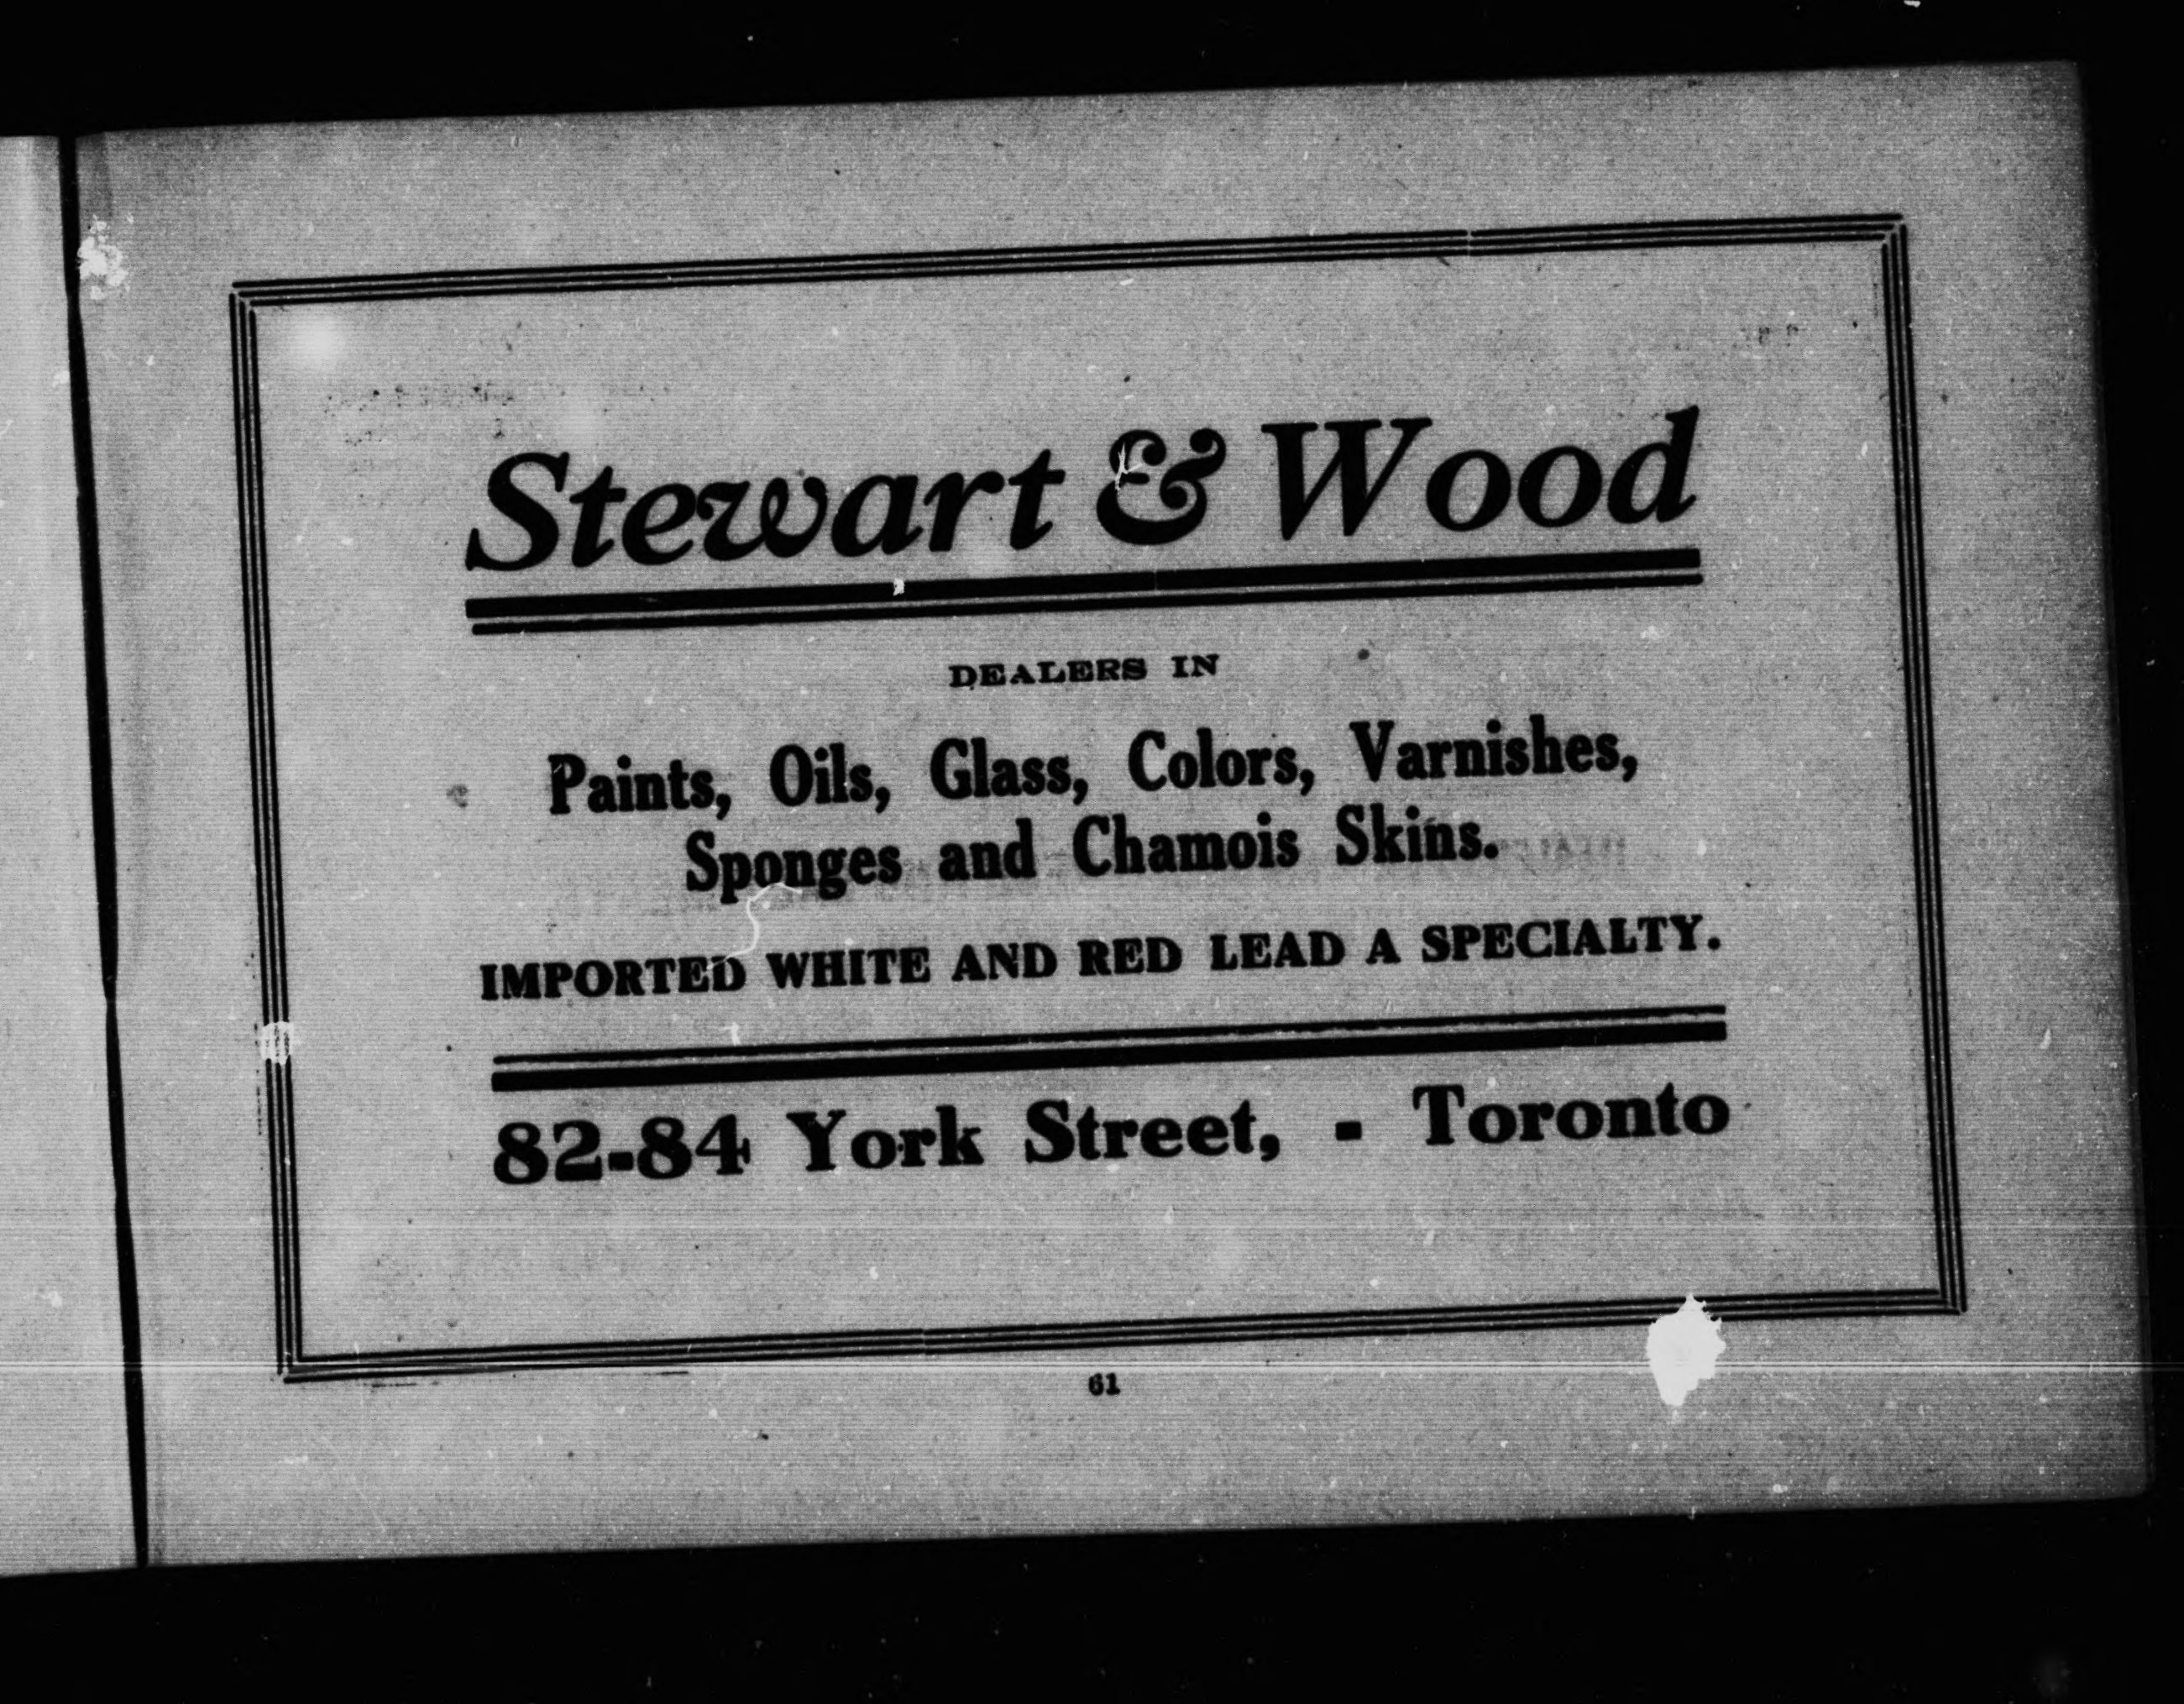 Stewart & Wood
DEALERS IN
Paints, Oils, Glass, Colors, Varnishes,
Sponges and Chamois Skins.
IMPORTED WHITE AND RED LEAD A SPECIALTY.
82-84 York Street, - Toronto
61